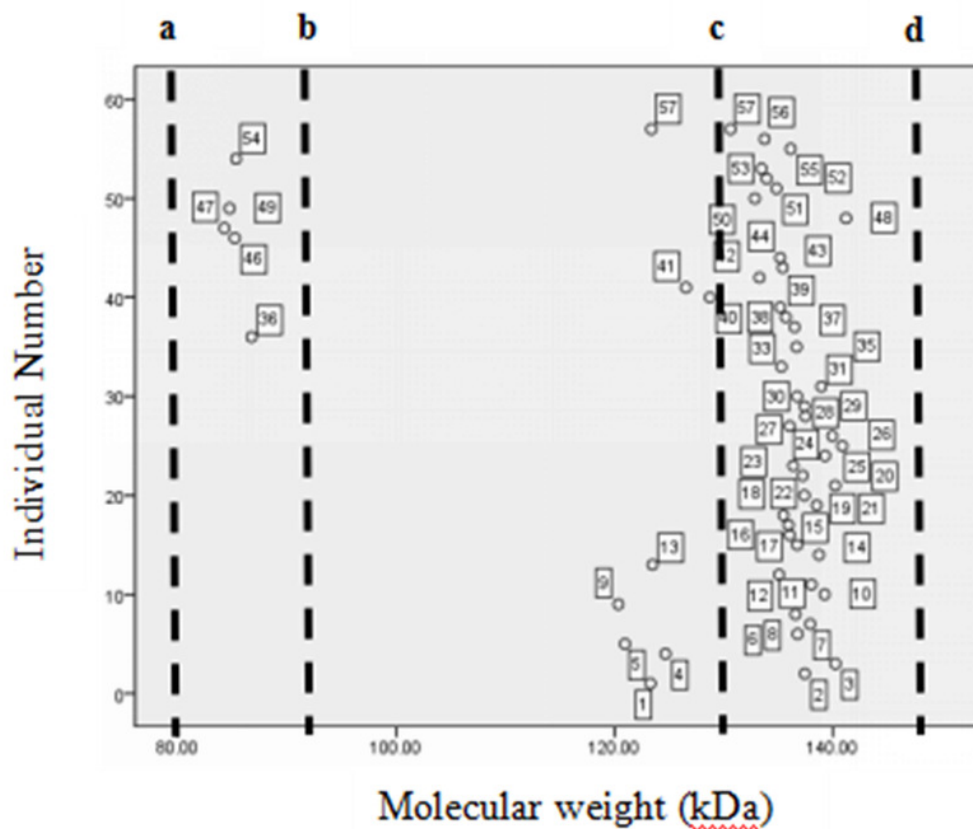 a b c d
60
57 57 56
54
53 55 52
50
47 49 51 48
50
44
46 41 2 43
39
40
36 40 38 37
33 35
31
30
30 28 29
27 24 26
23 25 20
20
18 22 19 21
16 15
13 17 14
9
10
12 11 10
6 8 7
5 4 3
0
1 2
80.00 100.00 120.00 140.00
Individual Number
Molecular weight (kDa)